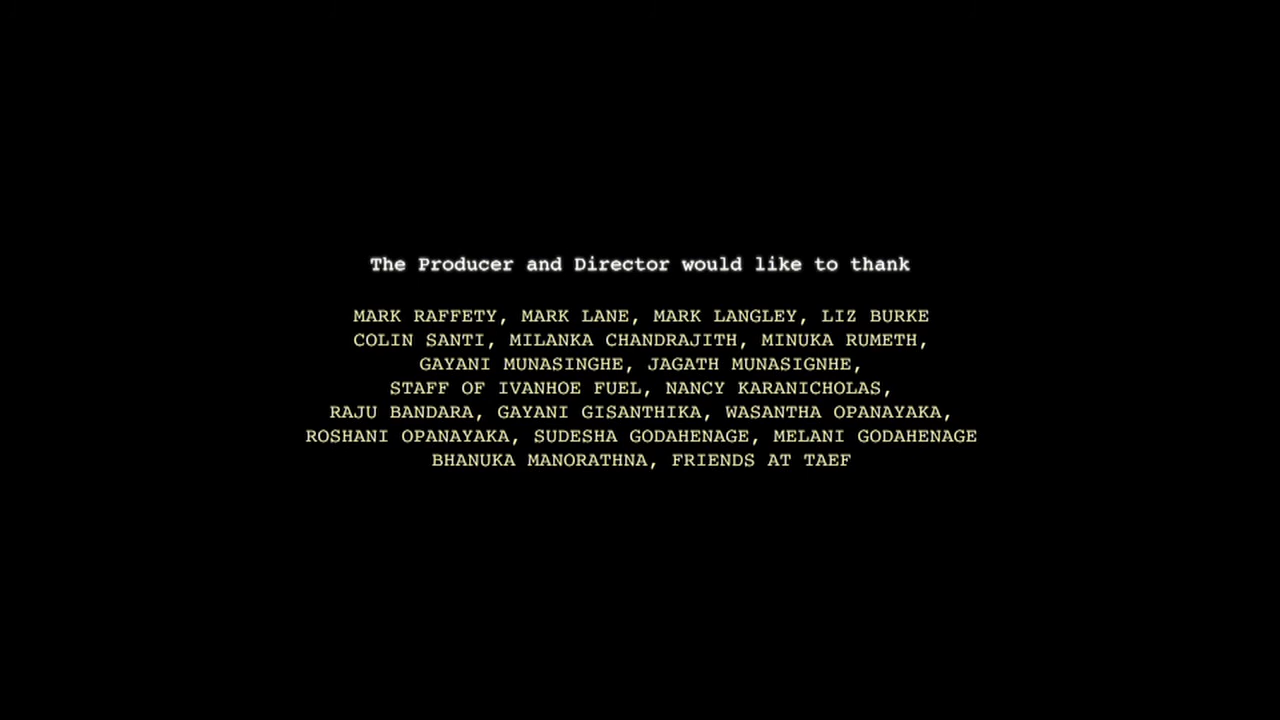 The Producer and Director would like to thank
MARK RAFFETY, MARK LANE, MARK LANGLEY, LIZ BURKE
COLIN SANTI, MILANKA CHANDRAJITH, MINUKA RUMETH,
GAYANI MUNASINGHE, JAGATH MUNASIGNHE,
STAFF OF IVANHOE FUEL, NANCY KARANICHOLAS,
RAJU BANDARA, GAYANI GISANTHIKA, WASANTHA OPANAYAKA,
ROSHANI OPANAYAKA, SUDESHA GODAHENAGE, MELANI GODAHENAGE
BHANUKA MANORATHNA, FRIENDS AT TAEF